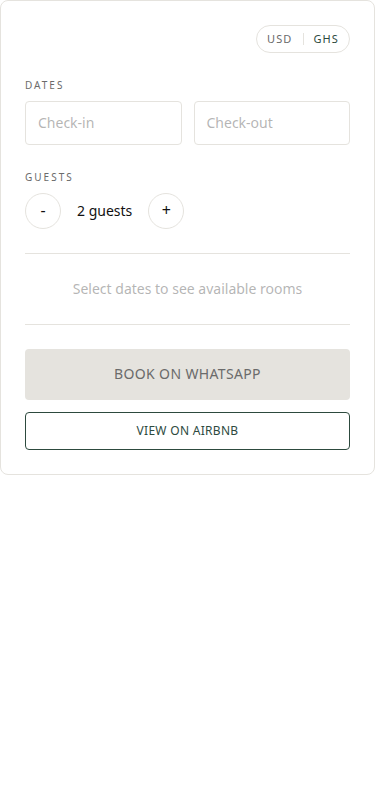 USD GHS
DATES
Check-in Check-out
GUESTS
- 2 guests +
Select dates to see available rooms
BOOK ON WHATSAPP
VIEW ON AIRBNB